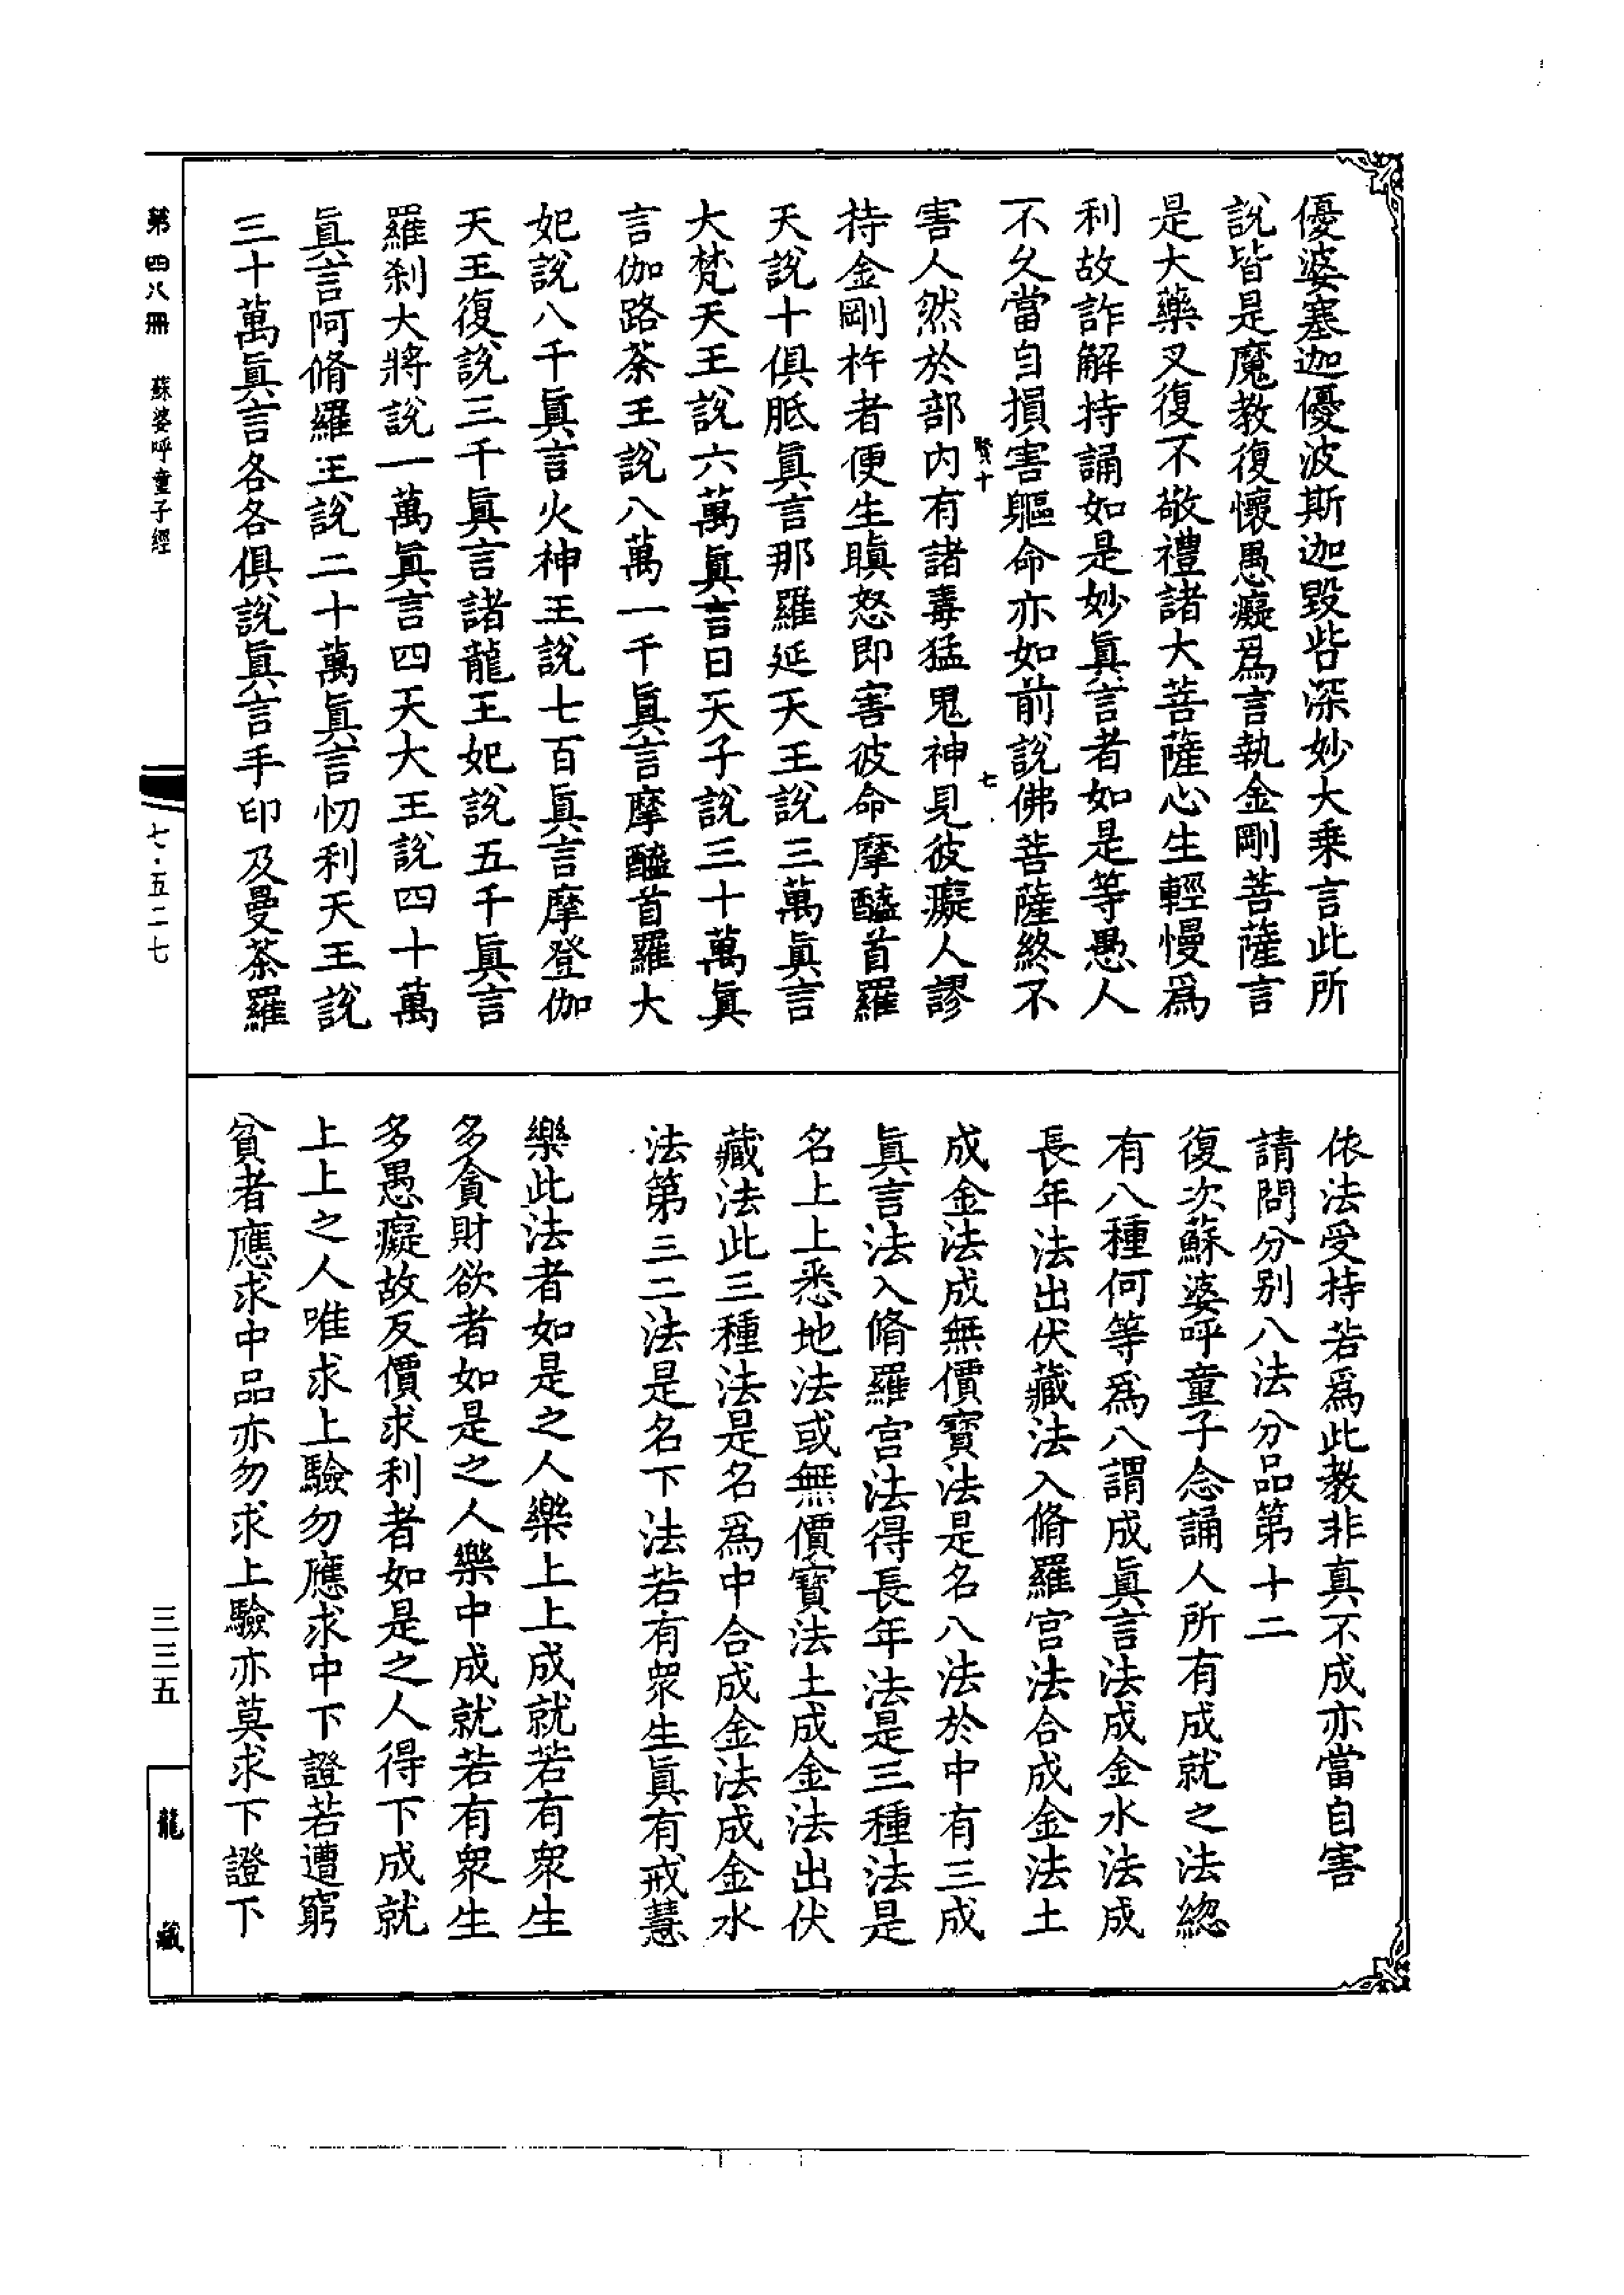 優婆塞迦優波斯迦毀呰深妙大乗言此所
說皆是魔教復懷愚癡爲言執金剛菩薩言
是大藥叉復不敬禮諸大菩薩心生輕慢爲
利故詐解持誦如是妙眞言者如是等愚人
不久當自損害軀命亦如前說佛菩薩終不
賢十 七
害人然於部内有諸毒猛鬼神見彼癡人謬
持金剛杵者便生瞋怒即害彼命摩醯首羅
天說十俱胝眞言那羅延天王說三萬眞言
大梵天王說六萬眞言日天子說三十萬眞
言伽路荼王說八萬一千眞言摩醯首羅大
妃說八千眞言火神王說七百眞言摩登伽
天王復說三千眞言諸龍王妃說五千眞言
羅刹大將說一萬眞言四天大王說四十萬
眞言阿脩羅王說二十萬眞言忉利天王說
三十萬眞言各各俱說眞言手印及曼荼羅
依法受持若爲此教非真不成亦當自害
請問分别八法分品第十二
復次蘇婆呼童子念誦人所有成就之法緫
有八種何等爲八謂成眞言法成金水法成
長年法出伏藏法入脩羅宫法合成金法土
成金法成無價寳法是名八法於中有三成
眞言法入脩羅宫法得長年法是三種法是
名上上悉地法或無價寳法土成金法出伏
藏法此三種法是名爲中合成金法成金水
法第三二法是名下法若有衆生眞有戒慧
樂此法者如是之人樂上上成就若有衆生
多貪財欲者如是之人樂中成就若有衆生
多愚癡故反價求利者如是之人得下成就
上上之人唯求上驗勿應求中下證若遭窮
貧者應求中品亦勿求上驗亦莫求下證下
第四八冊 蘇婆呼童子經
七·五二七
三三五
龍藏